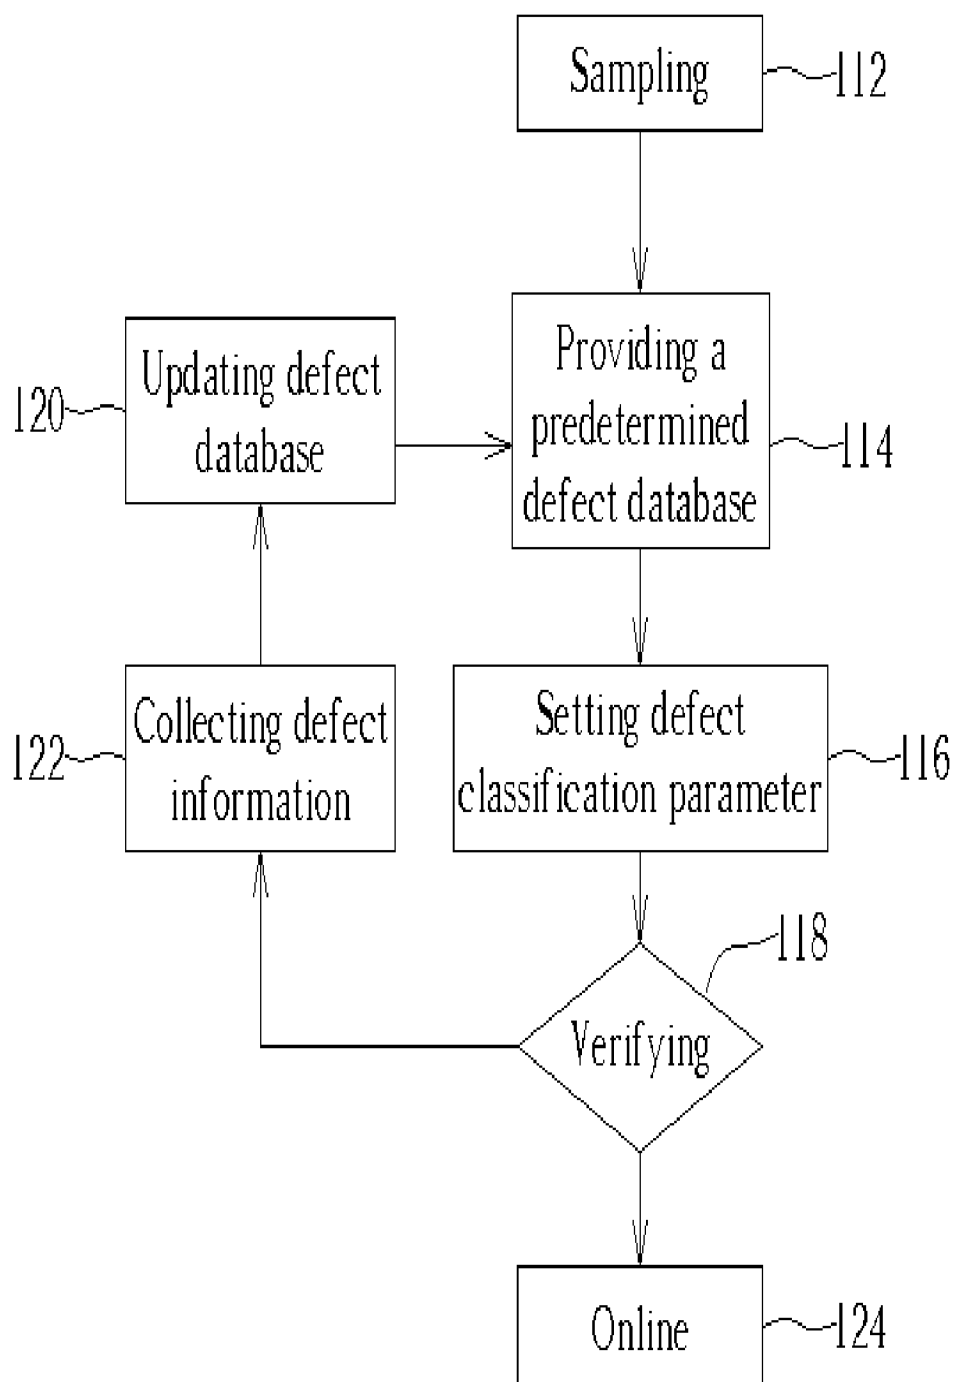 Sampling
112
Providing a
predetermined
defect database
114
Updating defect
database
120
Setting defect
classification parameter
116
Collecting defect
information
122
Verifying
118
Online
124